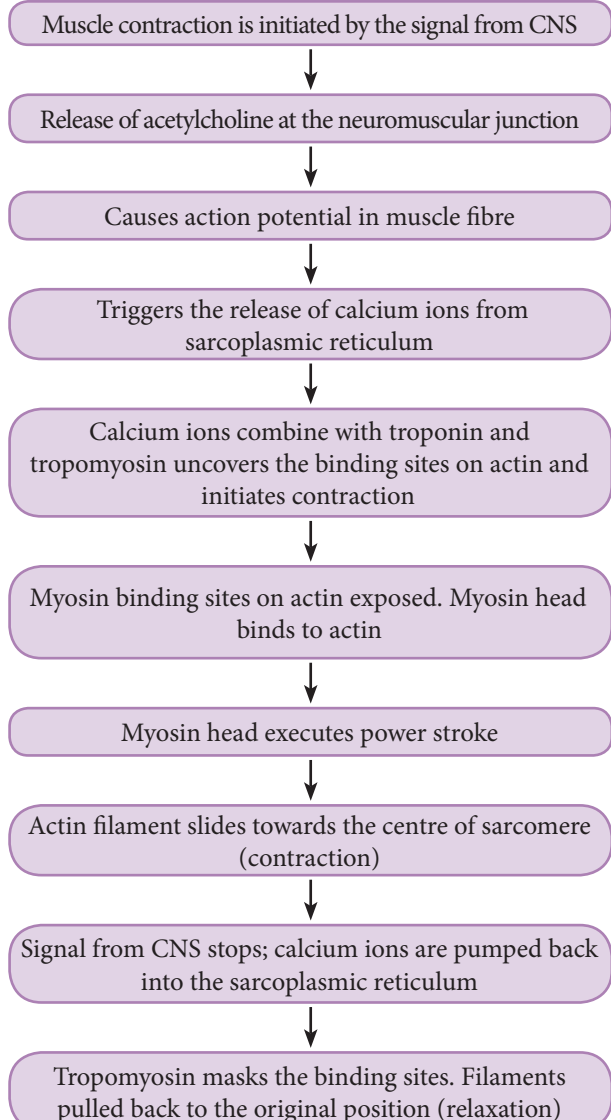 Muscle contraction is initiated by the signal from CNS
Release of acetylcholine at the neuromuscular junction
Causes action potential in muscle fibre
Triggers the release of calcium ions from
sarcoplasmic reticulum
Calcium ions combine with troponin and
tropomyosin uncovers the binding sites on actin and
initiates contraction
Myosin binding sites on actin exposed. Myosin head
binds to actin
Myosin head executes power stroke
Actin filament slides towards the centre of sarcomere
(contraction)
Signal from CNS stops; calcium ions are pumped back
into the sarcoplasmic reticulum
Tropomyosin masks the binding sites. Filaments
pulled back to the original position (relaxation)